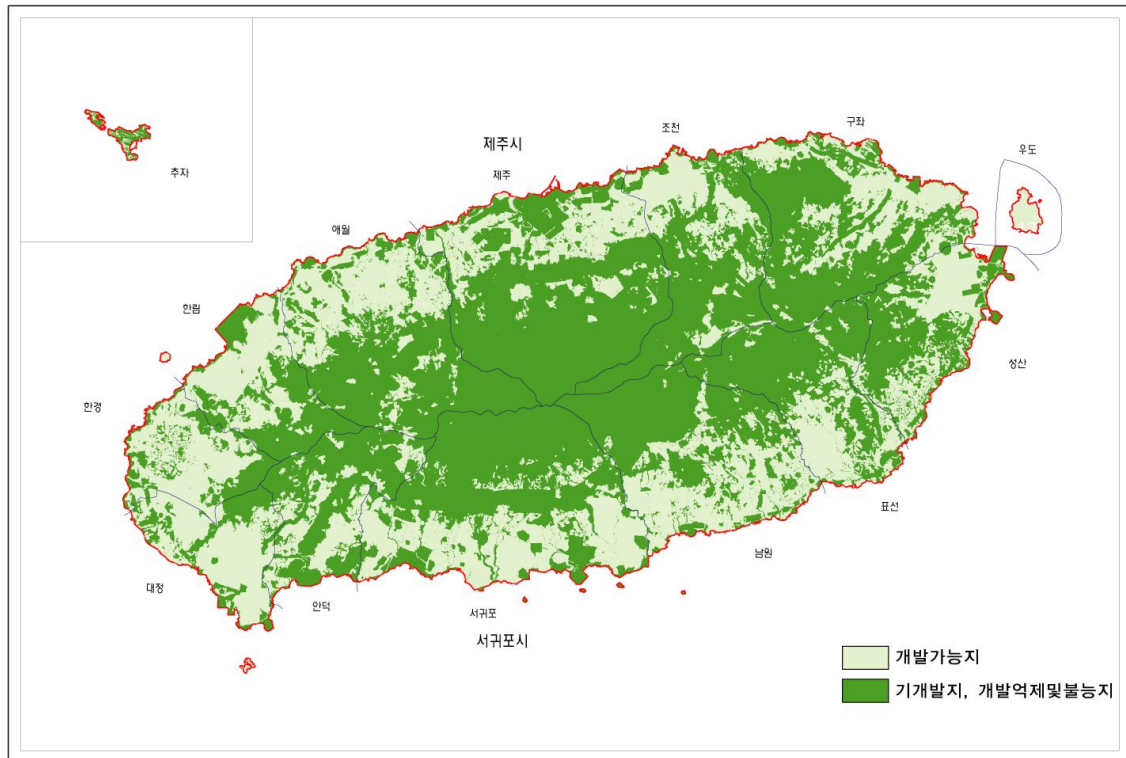 추자
제주시
제주
조천
구좌
우도
애월
한림
한경
성산
표선
남원
대정
안덕
서귀포
서귀포시
개발가능지
기개발지, 개발억제및불능지